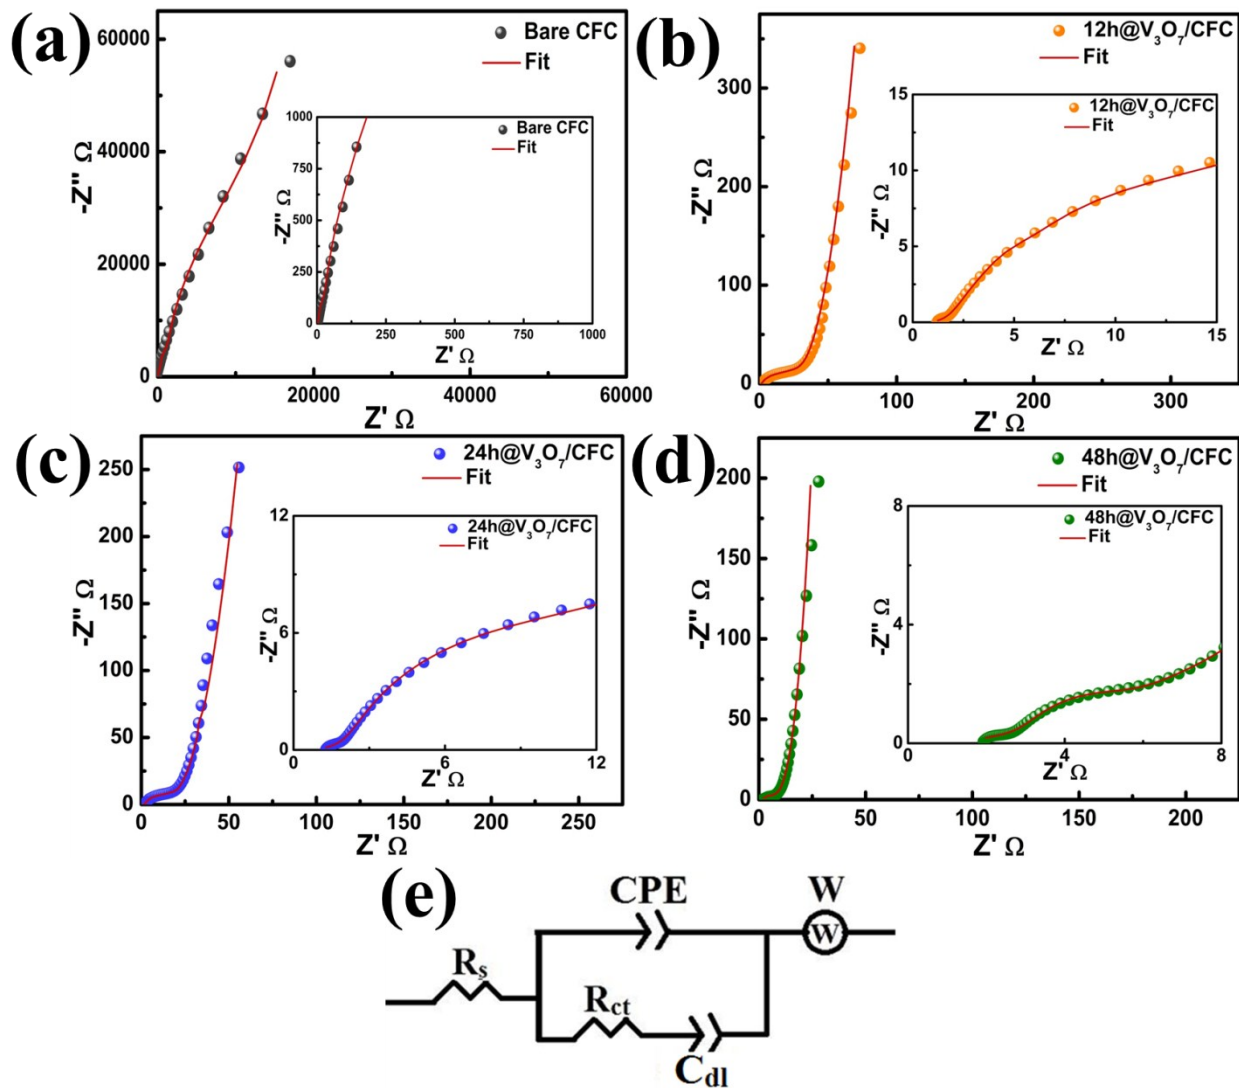 (a)
Bare CFC
Fit
60000
40000
20000
0
-Z" Ω
0
20000
40000
60000
Z' Ω
Bare CFC
Fit
1000
750
500
250
0
-Z" Ω
0
250
500
750
1000
Z' Ω
(b)
12h@V₃O₇/CFC
Fit
300
200
100
0
-Z" Ω
0
100
200
300
Z' Ω
12h@V₃O₇/CFC
Fit
15
10
5
0
-Z" Ω
0
5
10
15
Z' Ω
(c)
24h@V₃O₇/CFC
Fit
250
200
150
100
50
0
-Z" Ω
0
50
100
150
200
250
Z' Ω
24h@V₃O₇/CFC
Fit
12
6
0
-Z" Ω
0
6
12
Z' Ω
(d)
48h@V₃O₇/CFC
Fit
200
150
100
50
0
-Z" Ω
0
50
100
150
200
Z' Ω
48h@V₃O₇/CFC
Fit
8
4
0
-Z" Ω
0
4
8
Z' Ω
(e)
CPE
W
W
Rs
Rct
Cdl